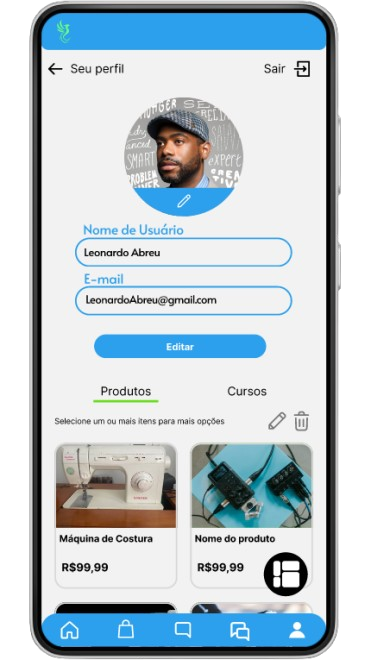 Seu perfil
Sair
Nome de Usuário
Leonardo Abreu
E-mail
LeonardoAbreu@gmail.com
Editar
Produtos
Cursos
Selecione um ou mais itens para mais opções
Máquina de Costura
R$99,99
Nome do produto
R$99,99